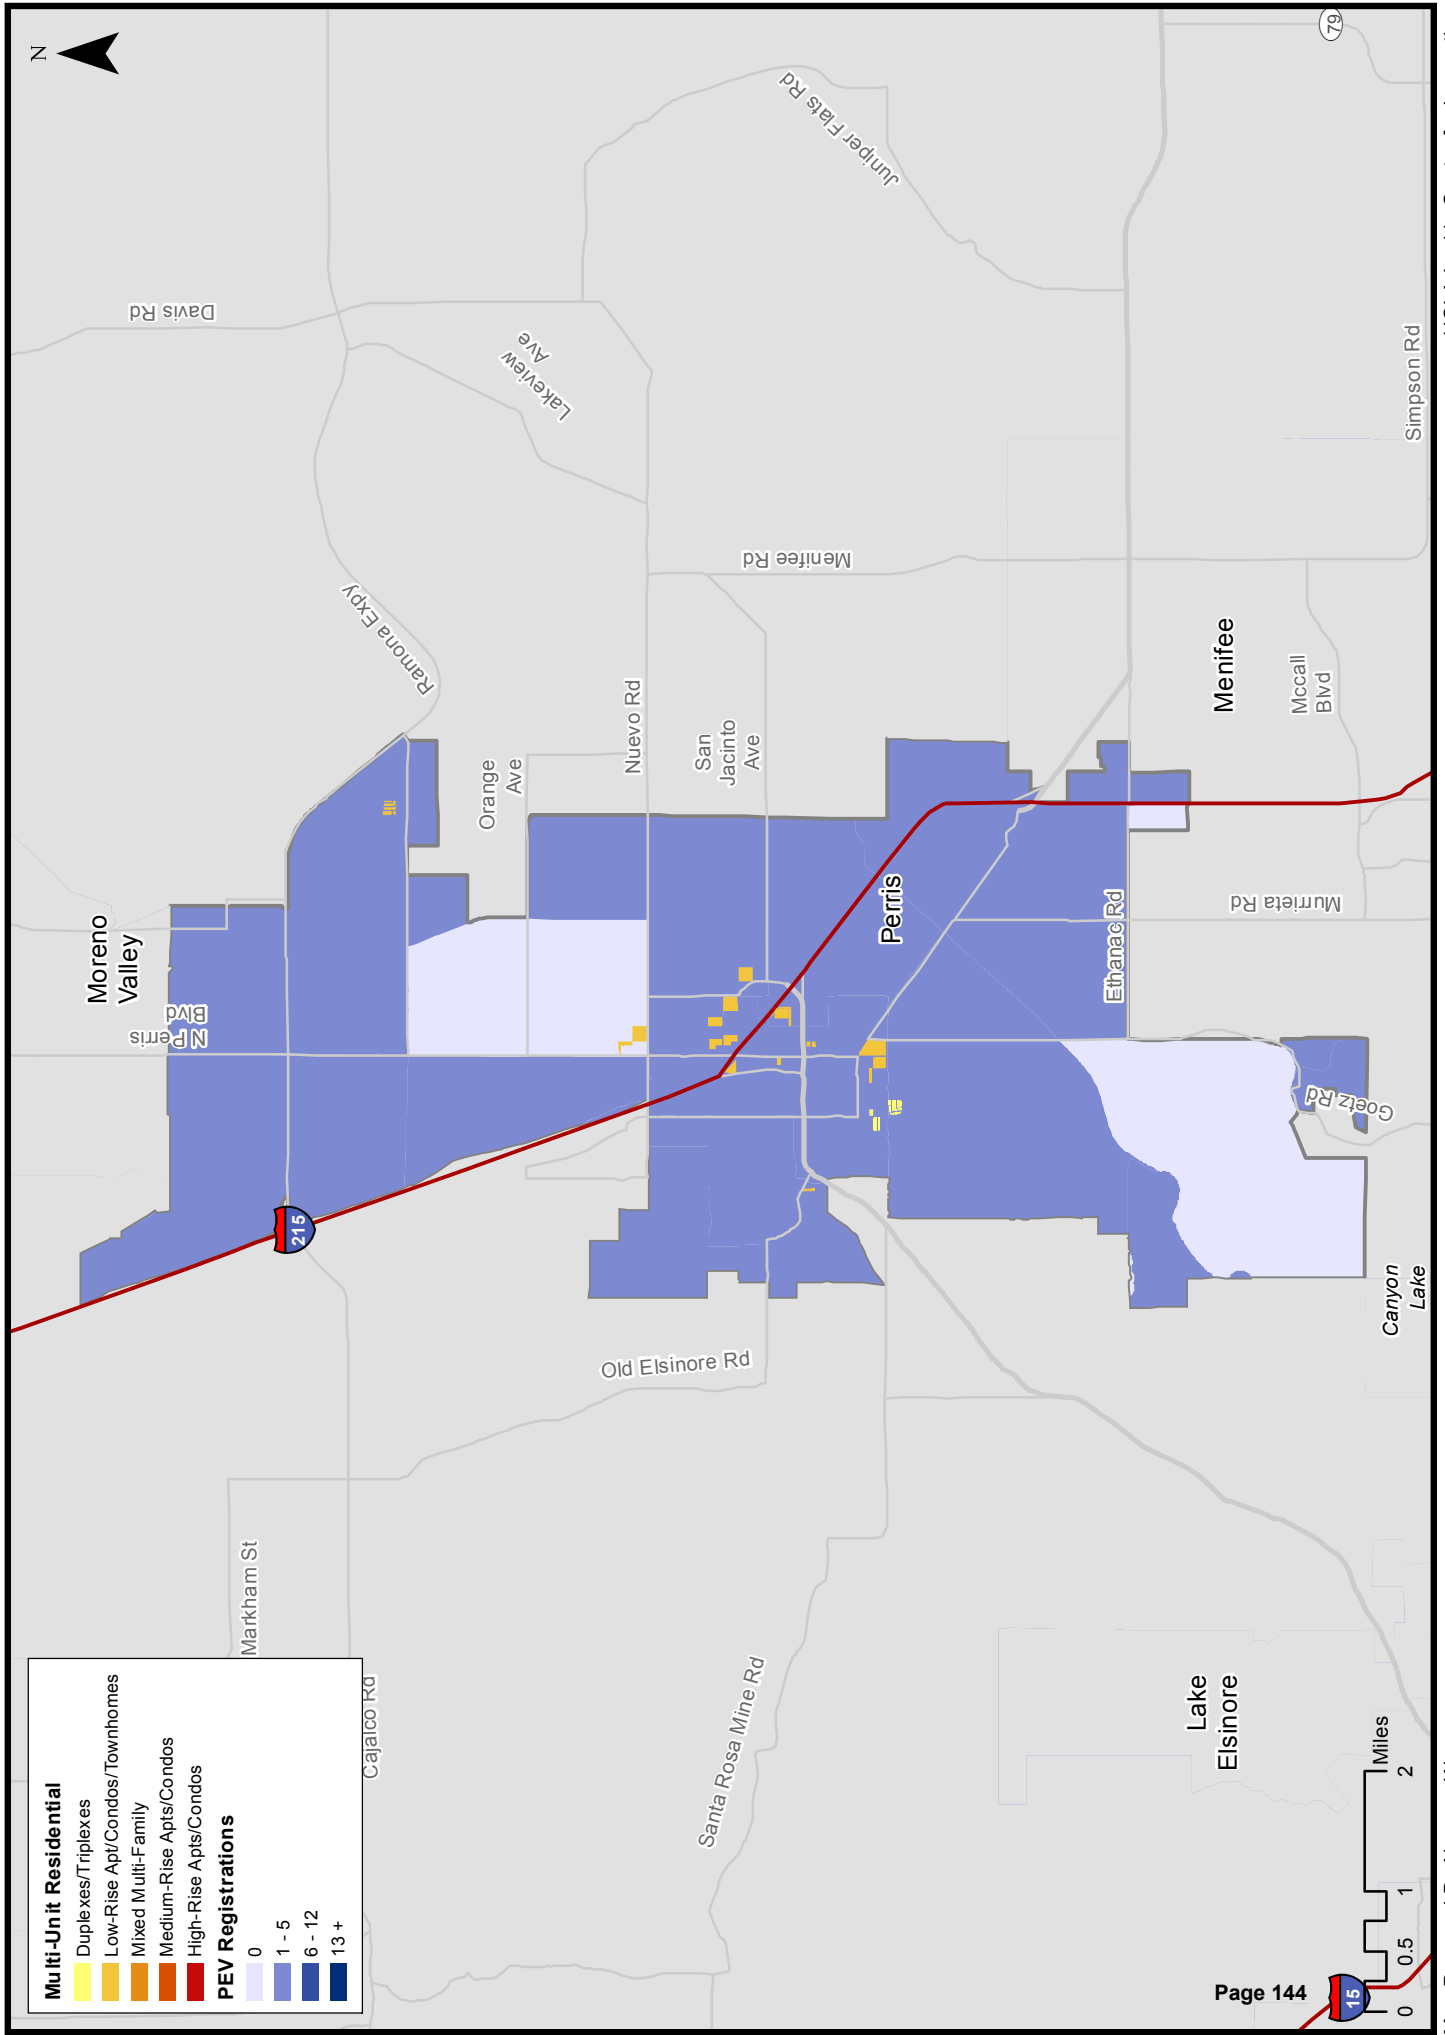 N
Multi-Unit Residential
Duplexes/Triplexes
Low-Rise Apt/Condos/Townhomes
Mixed Multi-Family
Medium-Rise Apts/Condos
High-Rise Apts/Condos
PEV Registrations
0
1 - 5
6 - 12
13 +
Markham St
Cajalco Rd
Old Elsinore Rd
Santa Rosa Mine Rd
215
Moreno
Valley
N Perris
Blvd
Ramona Expy
Davis Rd
Lakeview
Ave
Orange
Ave
Nuevo Rd
San
Jacinto
Ave
Menifee Rd
Juniper Flats Rd
79
Perris
Ethanac Rd
Murrieta Rd
Menifee
Mccall
Blvd
Simpson Rd
Goetz Rd
Canyon
Lake
Lake
Elsinore
Page 144
15
0
0.5
1
2
Miles